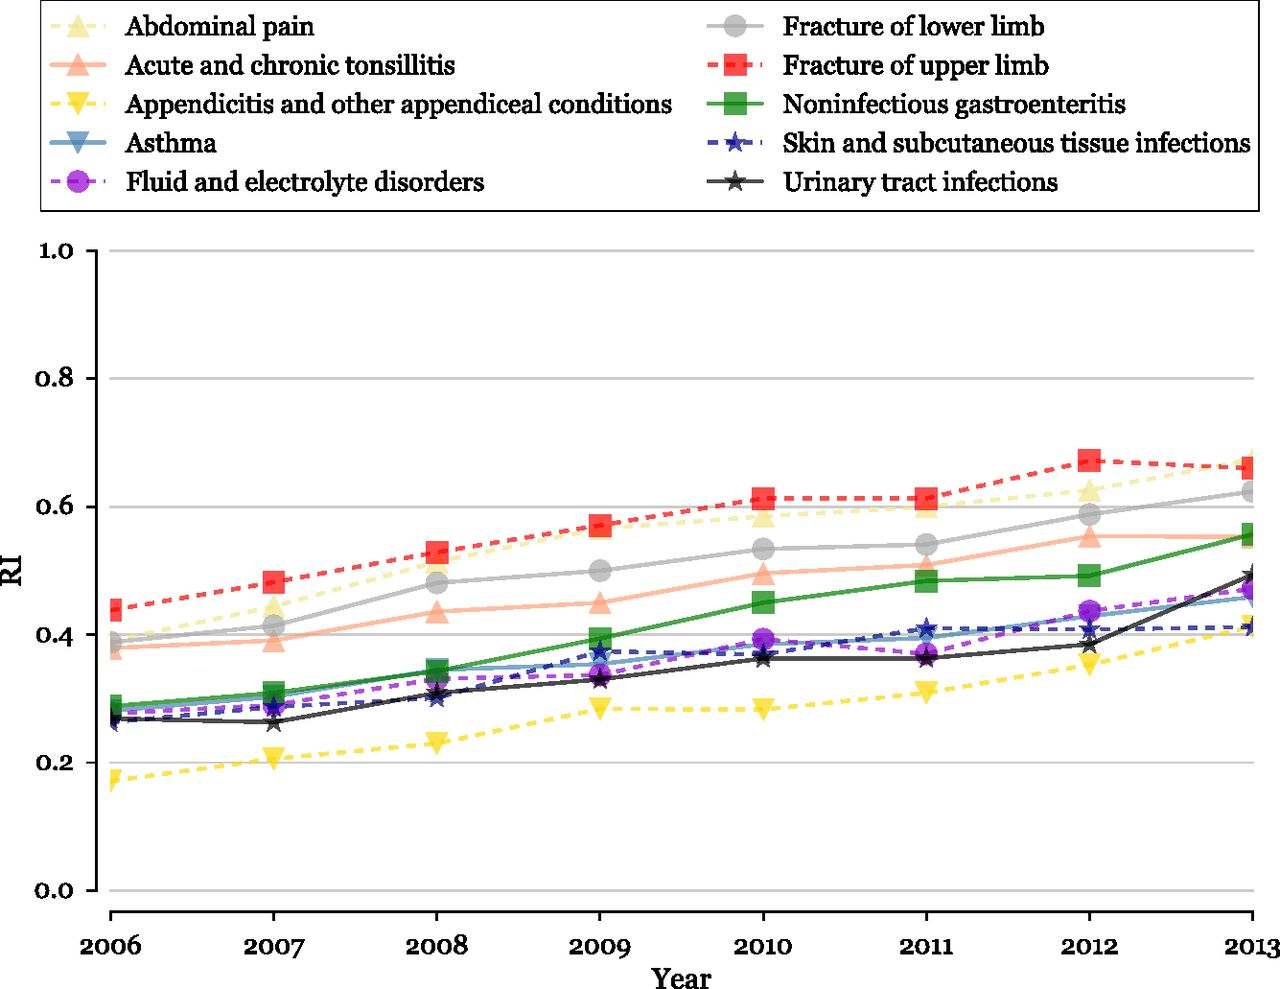 Abdominal pain
Acute and chronic tonsillitis
Appendicitis and other appendiceal conditions
Asthma
Fluid and electrolyte disorders
Fracture of lower limb
Fracture of upper limb
Noninfectious gastroenteritis
Skin and subcutaneous tissue infections
Urinary tract infections
1.0
0.8
0.6
0.4
0.2
0.0
RI
2006 2007 2008 2009 2010 2011 2012 2013
Year